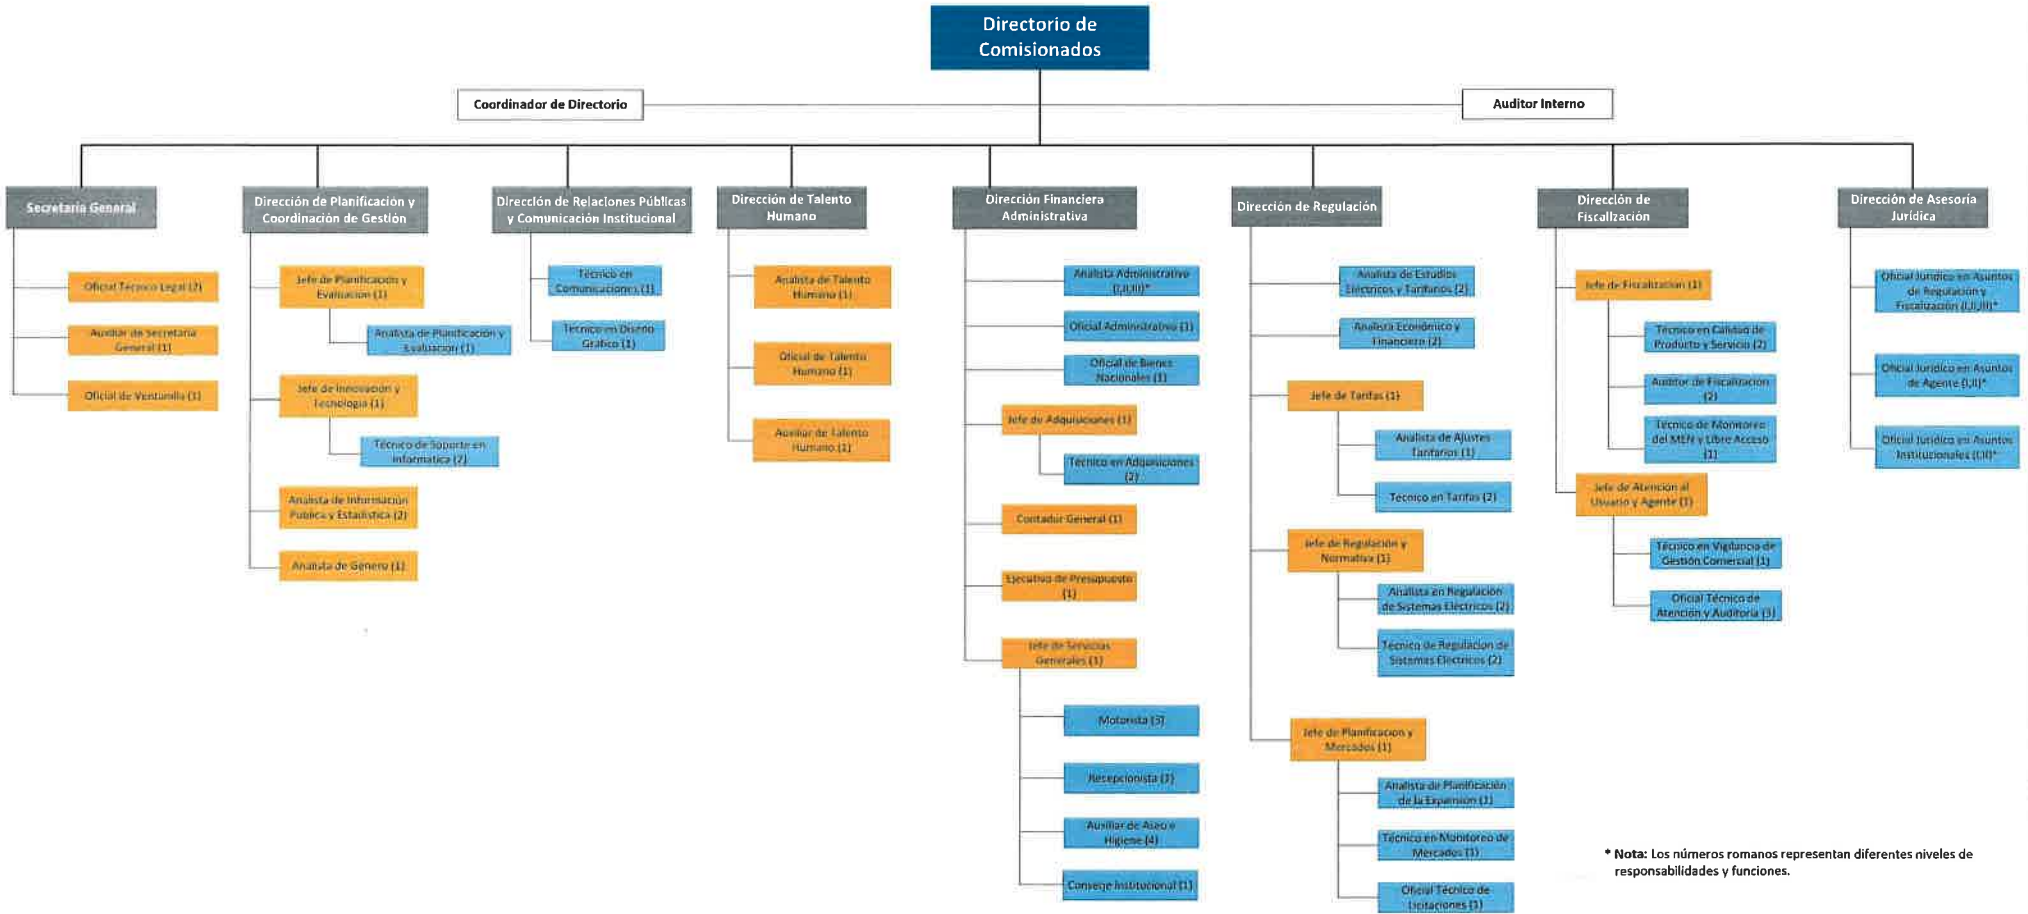 Directorio de
Comisionados
Coordinador de Directorio
Auditor Interno
Secretaría General
Oficial Técnico Legal (2)
Auxiliar de Secretaria
General (1)
Oficial de Ventanilla (1)
Dirección de Planificación y
Coordinación de Gestión
Jefe de Planificación y
Evaluación (1)
Analista de Planificación y
Evaluación (1)
Jefe de Innovación y
Tecnología (1)
Técnico de Soporte en
Informatica (2)
Analista de Información
Publica y Estadística (2)
Analista de Genero (1)
Dirección de Relaciones Públicas
y Comunicación Institucional
Técnico en
Comunicaciones (1)
Técnico en Diseño
Gráfico (1)
Dirección de Talento
Humano
Analista de Talento
Humano (1)
Oficial de Talento
Humano (1)
Auxiliar de Talento
Humano (1)
Dirección Financiera
Administrativa
Analista Administrativo
(I,II,III)*
Oficial Administrativo (1)
Oficial de Bienes
Nacionales (1)
Jefe de Adquisiciones (1)
Técnico en Adquisiciones
(2)
Contador General (1)
Ejecutivo de Presupuesto
(1)
Jefe de Servicios
Generales (1)
Motorista (3)
Recepcionista
Auxiliar de Aseo e
Higiene (4)
Conserje Institucional (1)
Dirección de Regulación
Analista de Estudios
Eléctricos y Tarifarios (2)
Analista Económico y
Financiero (2)
Jefe de Tarifas (1)
Analista de Ajustes
Tarifarios (1)
Técnico en Tarifas (2)
Jefe de Regulación y
Normativa (1)
Analista en Regulación
de Sistemas Eléctricos (2)
Técnico de Regulacion de
Sistemas Eléctricos (2)
Jefe de Planificación y
Mercados (1)
Analista de Planificación
de la Expansión (1)
Técnico en Monitoreo de
Mercados (1)
Oficial Técnico de
Licitaciones (1)
Dirección de
Fiscalización
Jefe de Fiscalización (1)
Técnico en Calidad de
Producto y Servicio (2)
Auditor de Fiscalización
(2)
Técnico de Monitoreo
del MEN y Libre Acceso
(1)
Jefe de Atención al
Usuario y Agente (1)
Técnico en Vigilancia de
Gestión Comercial (1)
Oficial Técnico de
Atención y Auditoría (3)
Dirección de Asesoría
Jurídica
Oficial Jurídico en Asuntos
de Regulación y
Fiscalización (I,II,III)*
Oficial Jurídico en Asuntos
de Agente (I,II)*
Oficial Jurídico en Asuntos
Institucionales (I,II)*
* Nota: Los números romanos representan diferentes niveles de
responsabilidades y funciones.